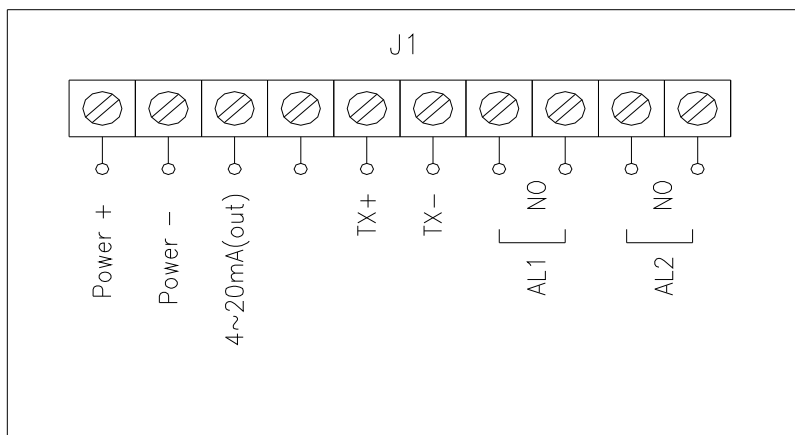 J1
Power +
Power −
4~20mA(out)
TX+
TX−
NO
AL1
NO
AL2